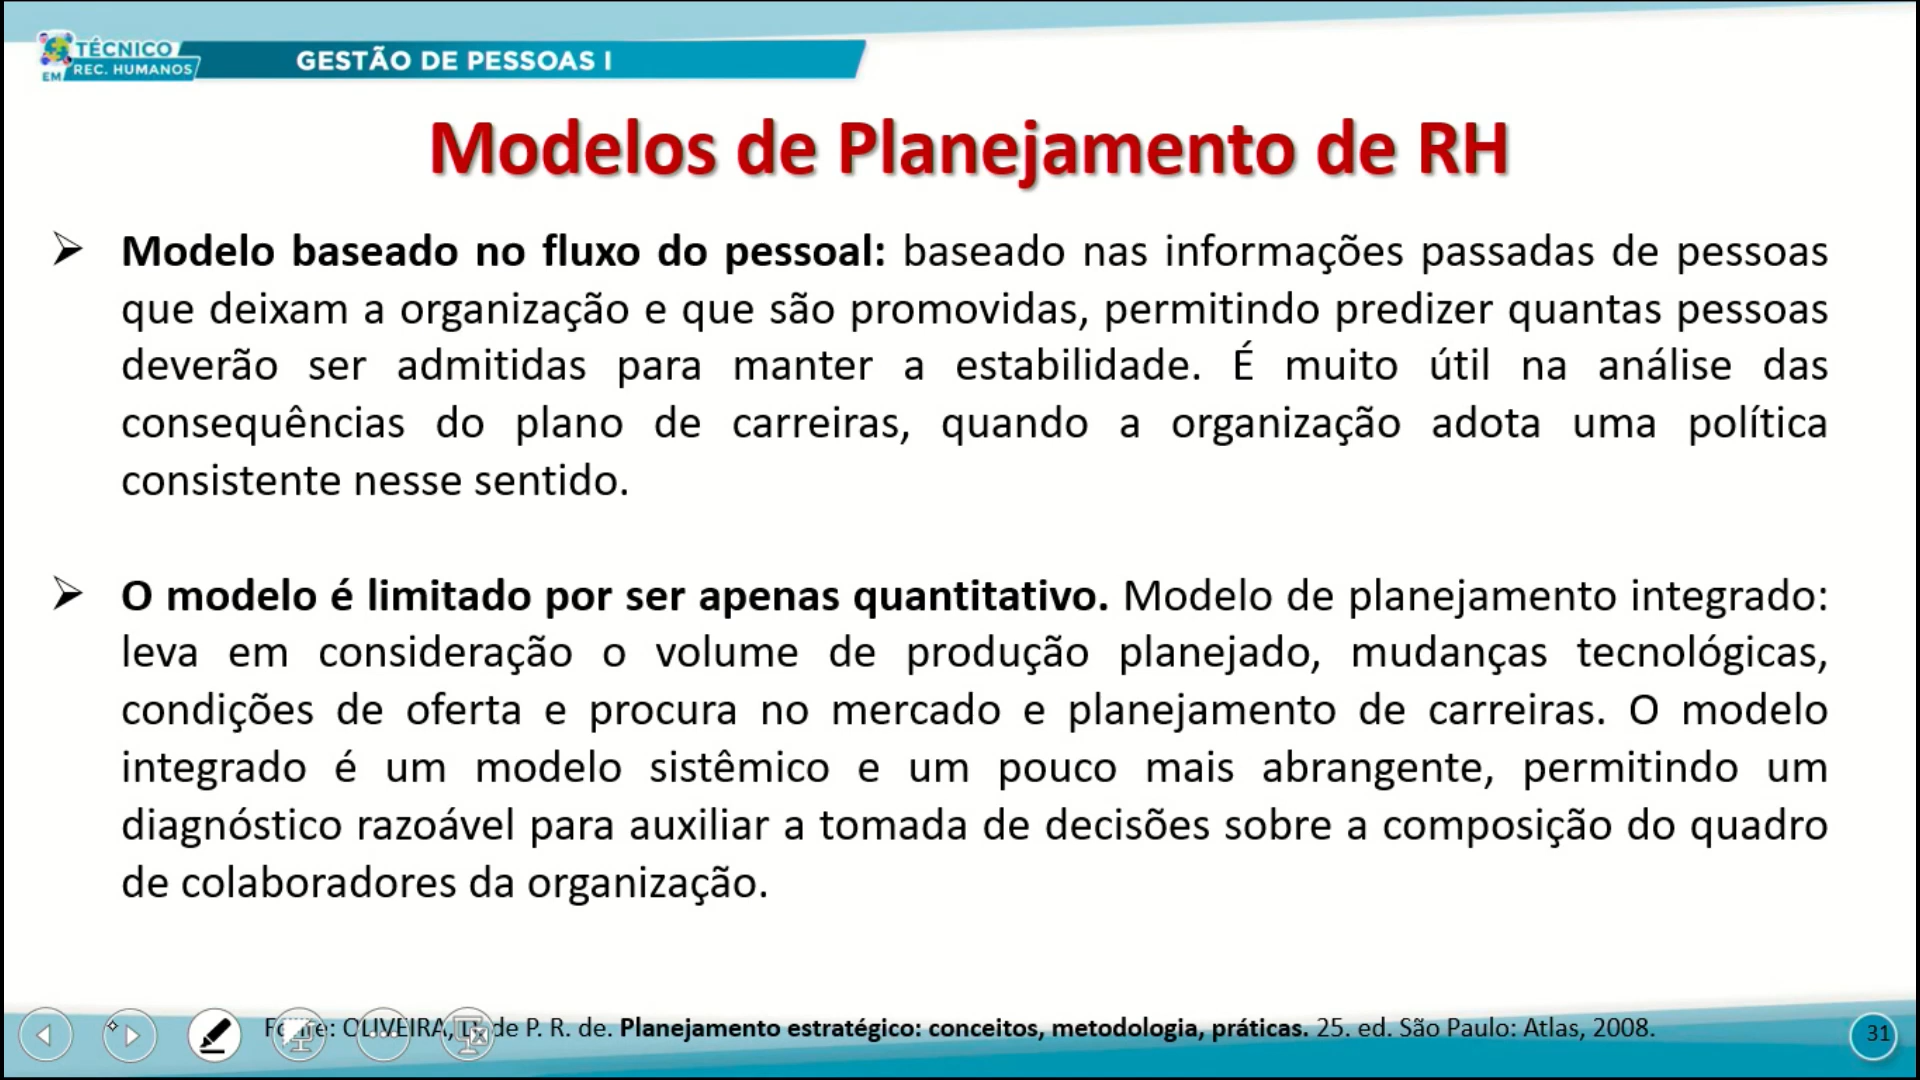 TÉCNICO
EM REC. HUMANOS
GESTÃO DE PESSOAS I
Modelos de Planejamento de RH
Modelo baseado no fluxo do pessoal: baseado nas informações passadas de pessoas
que deixam a organização e que são promovidas, permitindo predizer quantas pessoas
deverão ser admitidas para manter a estabilidade. É muito útil na análise das
consequências do plano de carreiras, quando a organização adota uma política
consistente nesse sentido.
O modelo é limitado por ser apenas quantitativo. Modelo de planejamento integrado:
leva em consideração o volume de produção planejado, mudanças tecnológicas,
condições de oferta e procura no mercado e planejamento de carreiras. O modelo
integrado é um modelo sistêmico e um pouco mais abrangente, permitindo um
diagnóstico razoável para auxiliar a tomada de decisões sobre a composição do quadro
de colaboradores da organização.
OLIVEIRA, de P. R. de. Planejamento estratégico: conceitos, metodologia, práticas. 25. ed. São Paulo: Atlas, 2008.
31